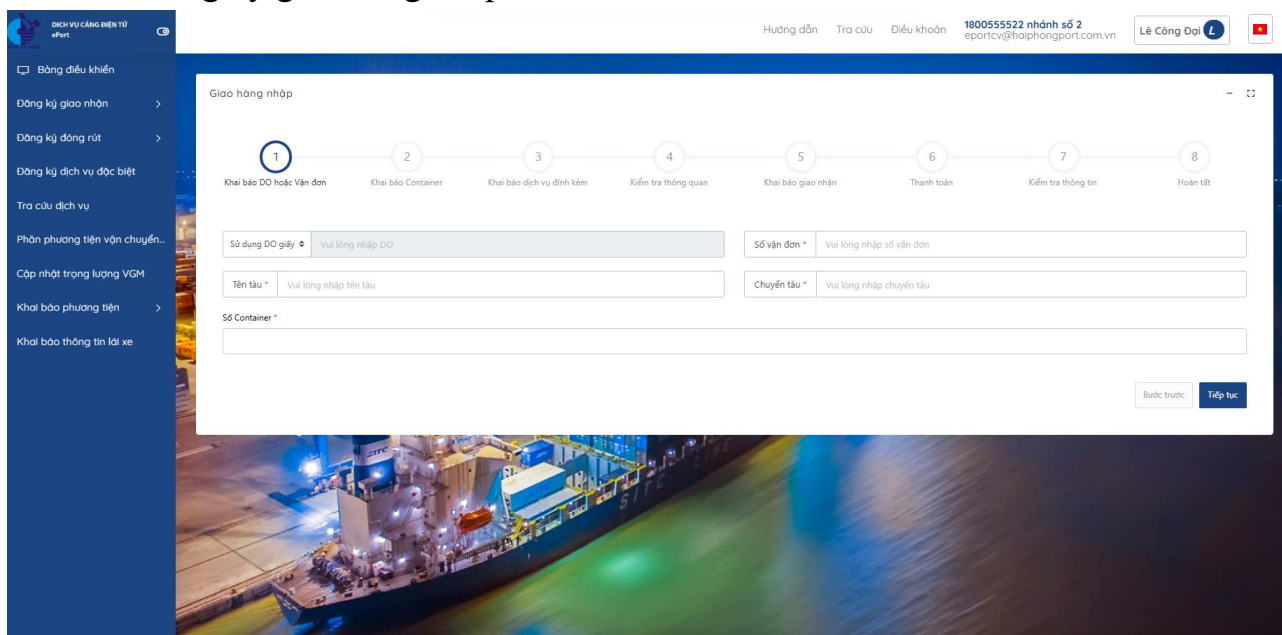 DỊCH VỤ CẢNG ĐIỆN TỬ
ePort
Hướng dẫn
Tra cứu
Điều khoản
1800555522 nhánh số 2
eportcv@haiphongport.com.vn
Lê Công Đại L
Bảng điều khiển
Đăng ký giao nhận
Đăng ký đóng rút
Đăng ký dịch vụ đặc biệt
Tra cứu dịch vụ
Phân phương tiện vận chuyển...
Cập nhật trọng lượng VGM
Khai báo phương tiện
Khai báo thông tin lái xe
Giao hàng nhập
1
2
3
4
5
6
7
8
Khai báo DO hoặc Vận đơn
Khai báo Container
Khai báo dịch vụ đính kèm
Kiểm tra thông quan
Khai báo giao nhận
Thanh toán
Kiểm tra thông tin
Hoàn tất
Sử dụng DO giấy
Vui lòng nhập DO
Số vận đơn *
Vui lòng nhập số vận đơn
Tên tàu *
Vui lòng nhập tên tàu
Chuyến tàu *
Vui lòng nhập chuyến tàu
Số Container *
Bước trước
Tiếp tục
SITC
SITC
LINE